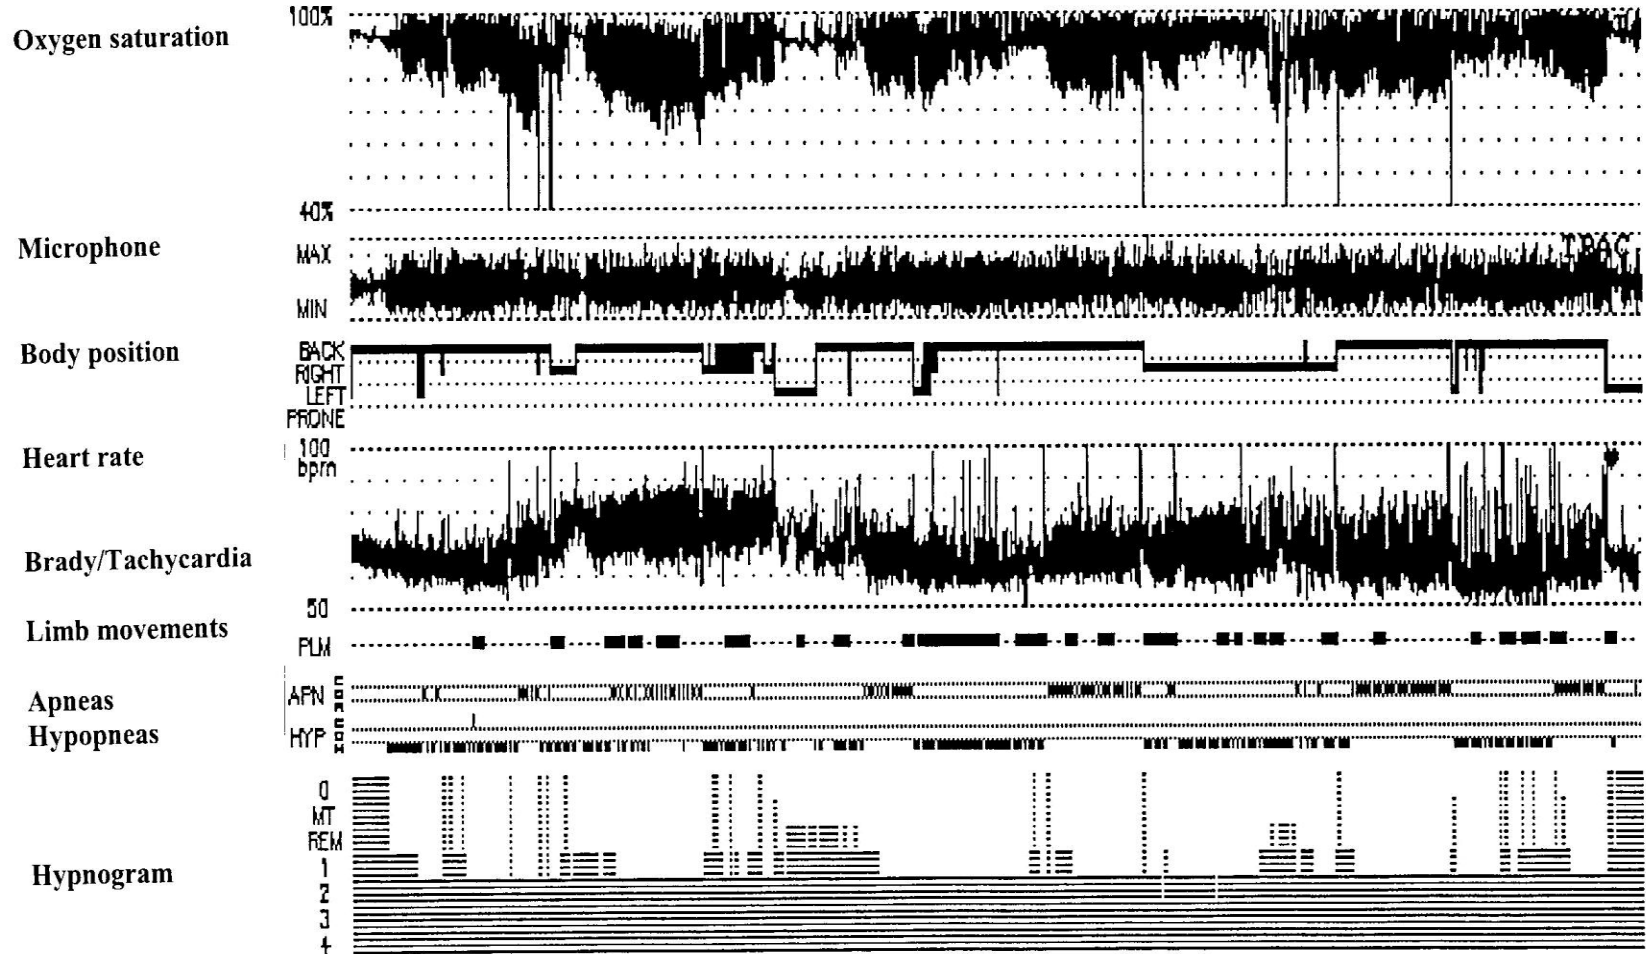 Oxygen saturation
100%
40%
Microphone
MAX
MIN
Body position
BACK
RIGHT
LEFT
PRONE
Heart rate
100
bpm
Brady/Tachycardia
50
Limb movements
PLM
Apneas
APN
Hypopneas
HYP
Hypnogram
0
MT
REM
1
2
3
4